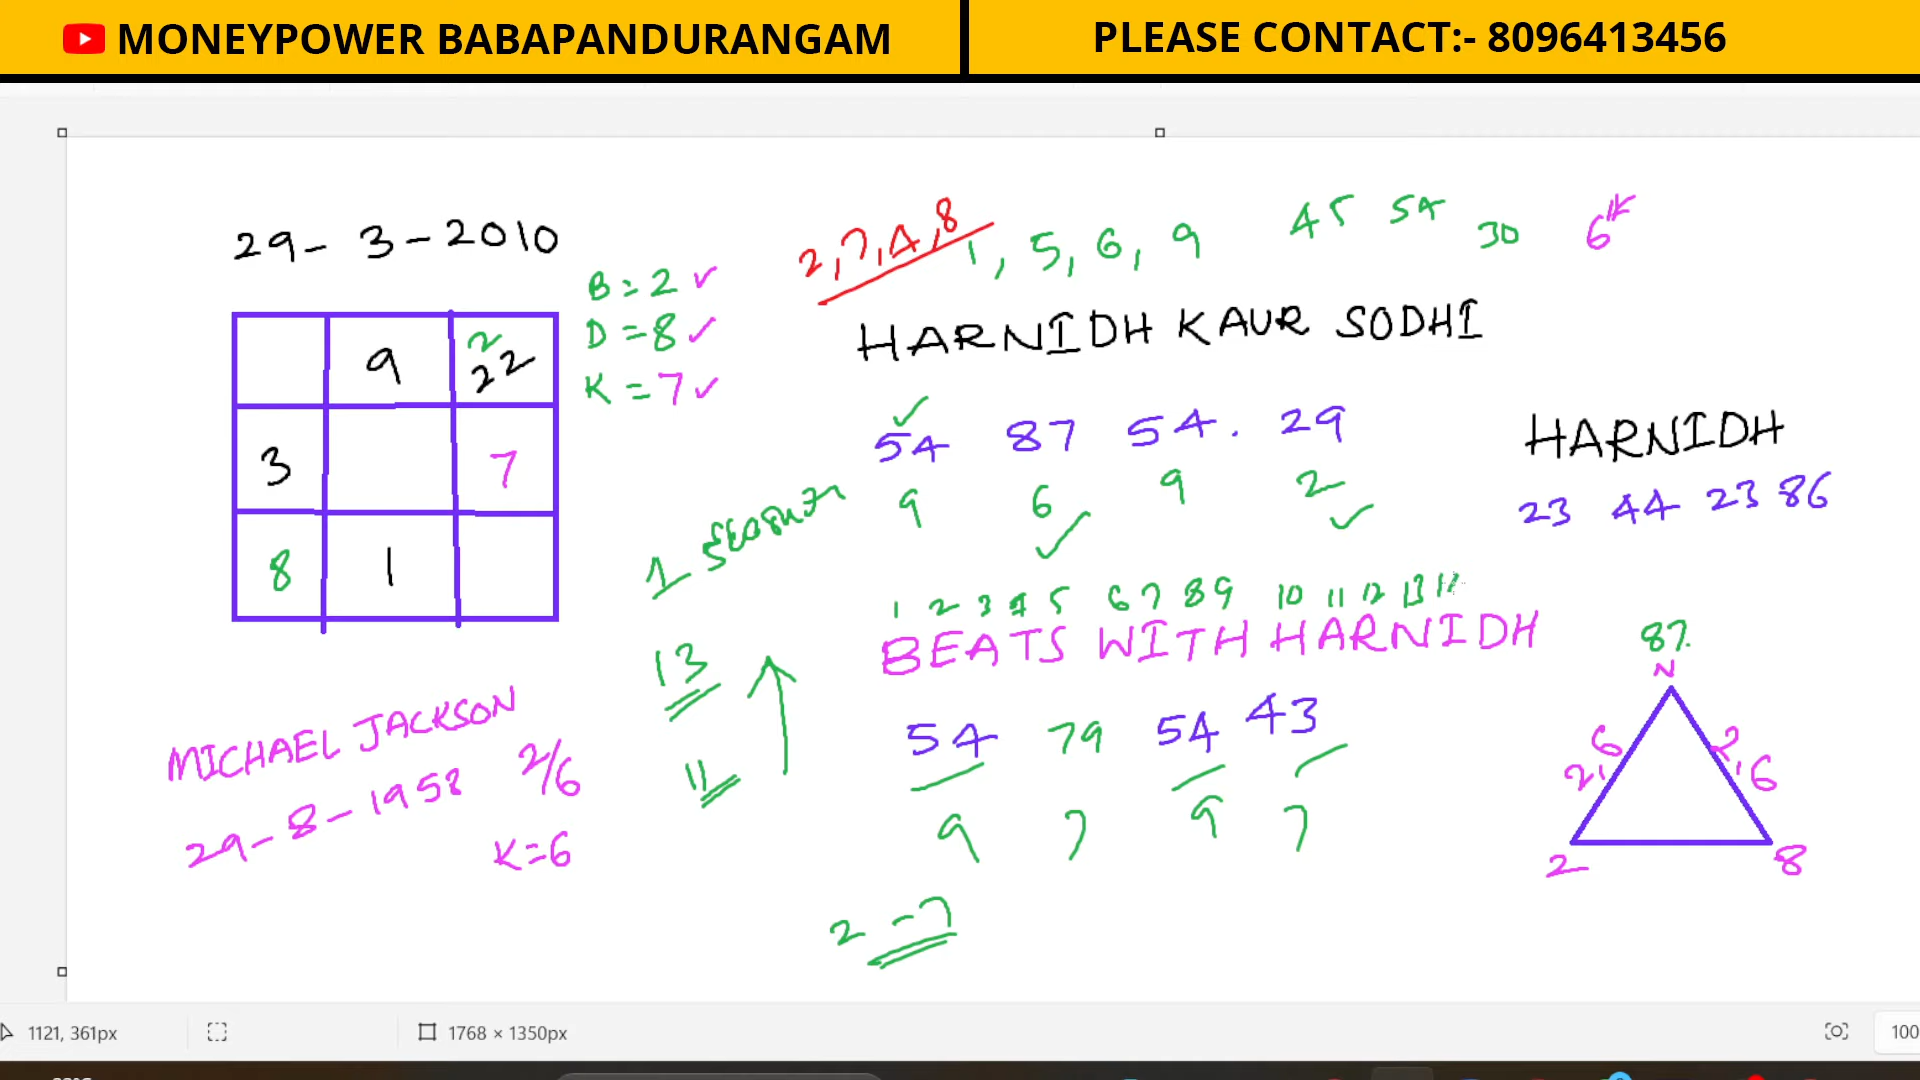 MONEYPOWER BABAPANDURANGAM
PLEASE CONTACT:- 8096413456
29- 3-2010
B = 2 ✓
D = 8 ✓
K = 7 ✓
9 2 22
3 7
8 1
2,7,4,8
1, 5, 6, 9 45 54 30 6
HARNIDH KAUR SODHI
54 87 54. 29
9 6 9 2
HARNIDH
23 44 23 86
1
1 2 3 4 5 6 7 8 9 10 11 12 13
BEATS WITH HARNIDH
54 79 54 43
9 7 9 7
2 -7
13
11
MICHAEL JACKSON
29-8-1958 2/6
K=6
87.
N
2,6 2,6
2 8
1121, 361px
1768 × 1350px
100